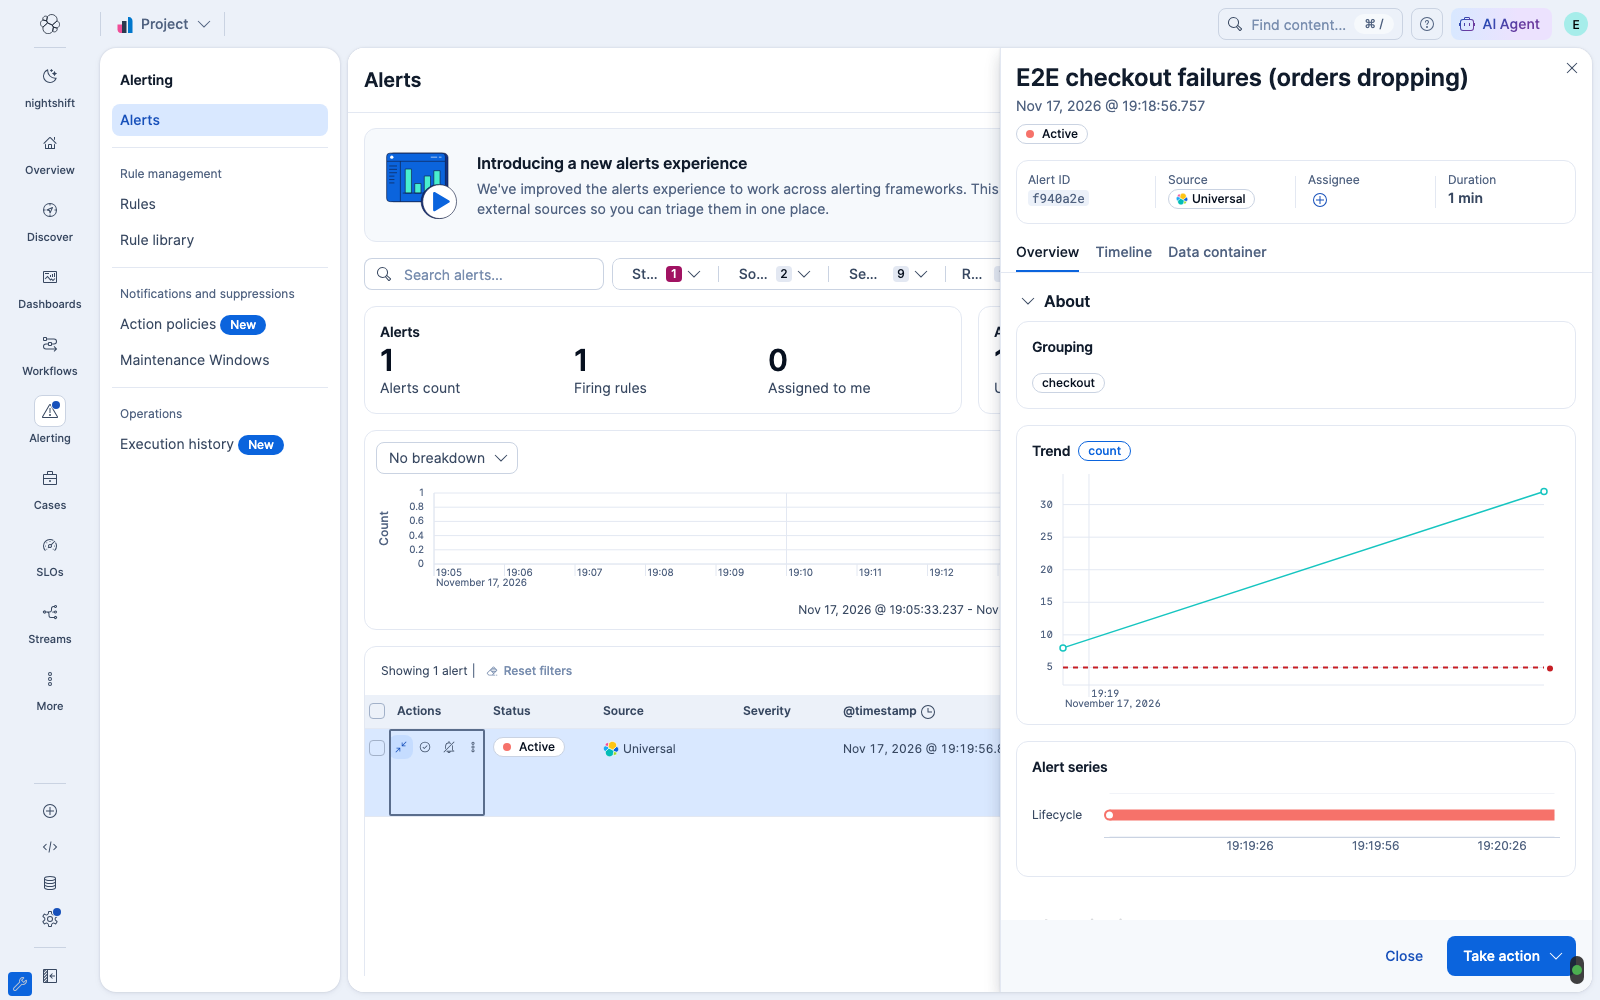 Project
Find content...
⌘ /
AI Agent
E
nightshift
Overview
Discover
Dashboards
Workflows
Alerting
Cases
SLOs
Streams
More
Alerting
Alerts
Rule management
Rules
Rule library
Notifications and suppressions
Action policies New
Maintenance Windows
Operations
Execution history New
Alerts
Introducing a new alerts experience
We've improved the alerts experience to work across alerting frameworks. This
external sources so you can triage them in one place.
Search alerts...
St... 1
So... 2
Se... 9
R...
Alerts
1
Alerts count
1
Firing rules
0
Assigned to me
No breakdown
Count
1
0.8
0.6
0.4
0.2
0
19:05
19:06
19:07
19:08
19:09
19:10
19:11
19:12
November 17, 2026
Nov 17, 2026 @ 19:05:33.237 - Nov
Showing 1 alert |
Reset filters
Actions
Status
Source
Severity
@timestamp
Active
Universal
Nov 17, 2026 @ 19:19:56.8
E2E checkout failures (orders dropping)
Nov 17, 2026 @ 19:18:56.757
Active
Alert ID
f940a2e
Source
Universal
Assignee
Duration
1 min
Overview
Timeline
Data container
About
Grouping
checkout
Trend
count
30
25
20
15
10
5
19:19
November 17, 2026
Alert series
Lifecycle
19:19:26
19:19:56
19:20:26
Close
Take action